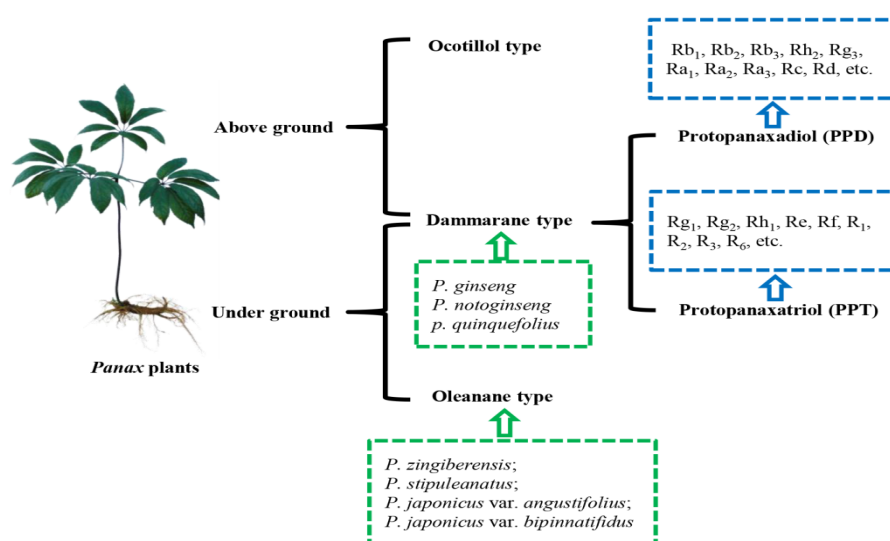 Ocotillol type
Rb₁, Rb₂, Rb₃, Rh₂, Rg₃,
Ra₁, Ra₂, Ra₃, Rc, Rd, etc.
Above ground
Protopanaxadiol (PPD)
Dammarane type
Rg₁, Rg₂, Rh₁, Re, Rf, R₁,
R₂, R₃, R₆, etc.
P. ginseng
P. notoginseng
p. quinquefolius
Under ground
Protopanaxatriol (PPT)
Panax plants
Oleanane type
P. zingiberensis;
P. stipuleanatus;
P. japonicus var. angustifolius;
P. japonicus var. bipinnatifidus